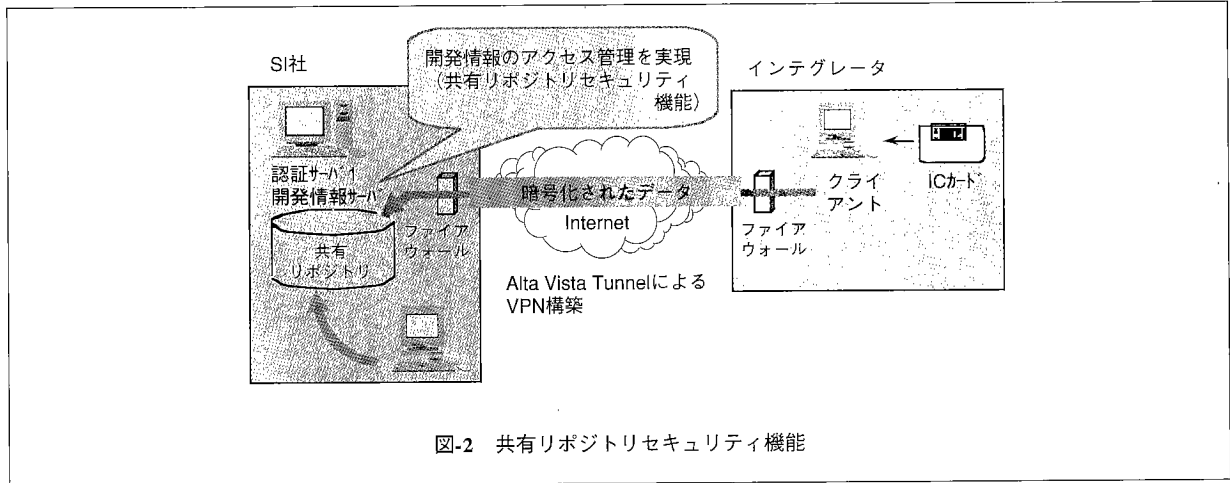 SI社
開発情報のアクセス管理を実現
(共有リポジトリセキュリティ
機能)
インテグレータ
認証サーバ1
開発情報サーバ
共有
リポジトリ
ファイア
ウォール
暗号化されたデータ
Internet
Alta Vista Tunnelによる
VPN構築
ファイア
ウォール
クライ
アント
ICカード
図-2 共有リポジトリセキュリティ機能